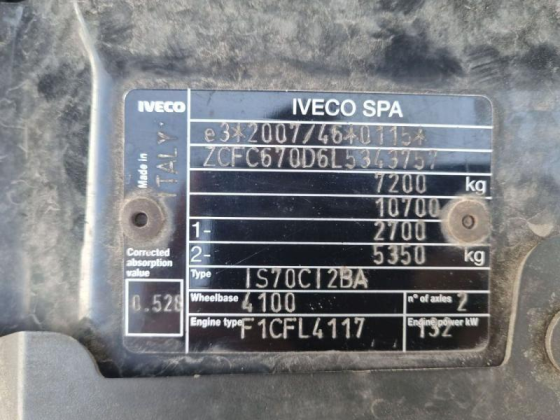 IVECO
IVECO SPA
e3*2007/46*0115*
ZCFC670D6L5343757
7200 kg
10700
1- 2700
2- 5350 kg
Made in ITALY
Corrected absorption value
0.528
Type IS70CI2BA
Wheelbase 4100 n° of axles 2
Engine type F1CFL4117 Engine power kW 132